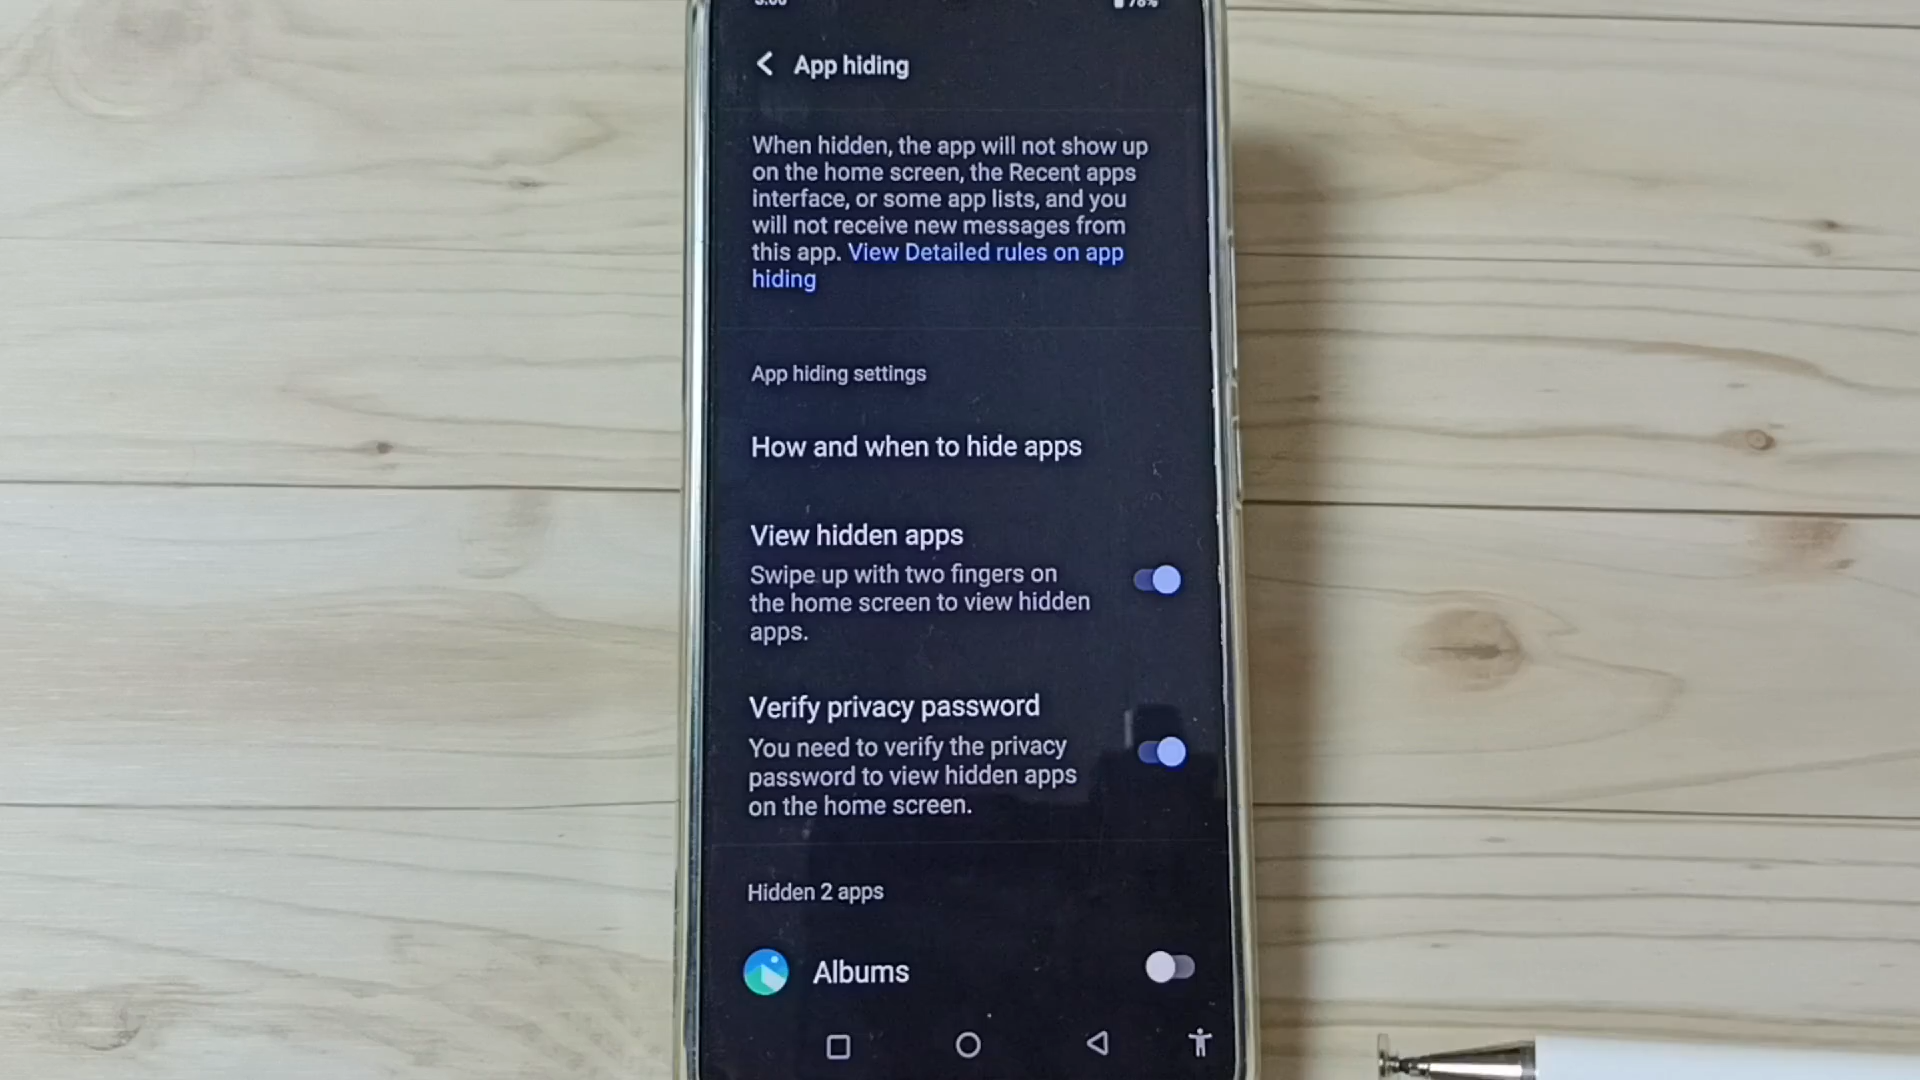 App hiding
When hidden, the app will not show up
on the home screen, the Recent apps
interface, or some app lists, and you
will not receive new messages from
this app. View Detailed rules on app
hiding
App hiding settings
How and when to hide apps
View hidden apps
Swipe up with two fingers on
the home screen to view hidden
apps.
Verify privacy password
You need to verify the privacy
password to view hidden apps
on the home screen.
Hidden 2 apps
Albums